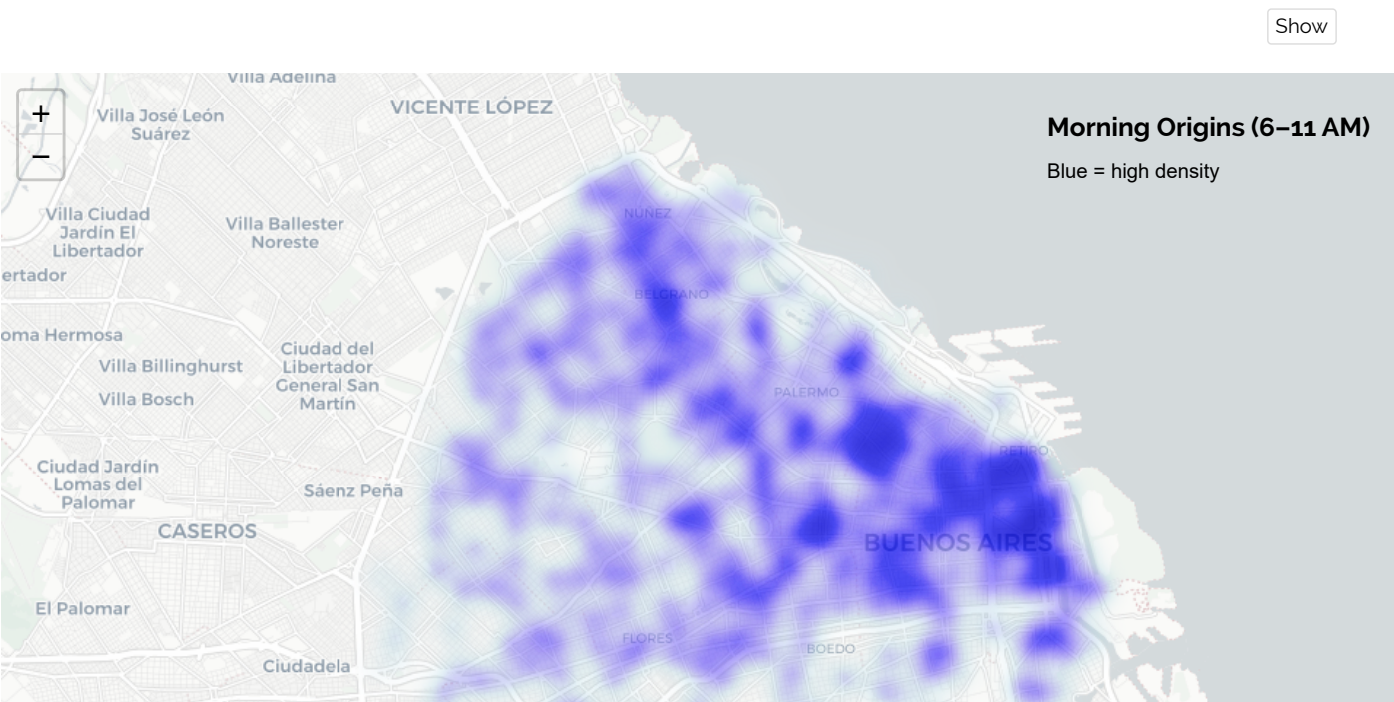 Show
+
−
Morning Origins (6–11 AM)
Blue = high density
Villa Adelina
VICENTE LÓPEZ
Villa José León
Suárez
Villa Ciudad
Jardín El
Libertador
Villa Ballester
Noreste
NÚÑEZ
ertador
BELGRANO
oma Hermosa
Villa Billinghurst
Ciudad del
Libertador
General San
Martín
Villa Bosch
PALERMO
RETIRO
Ciudad Jardín
Lomas del
Palomar
Sáenz Peña
CASEROS
BUENOS AIRES
El Palomar
FLORES
BOEDO
Ciudadela